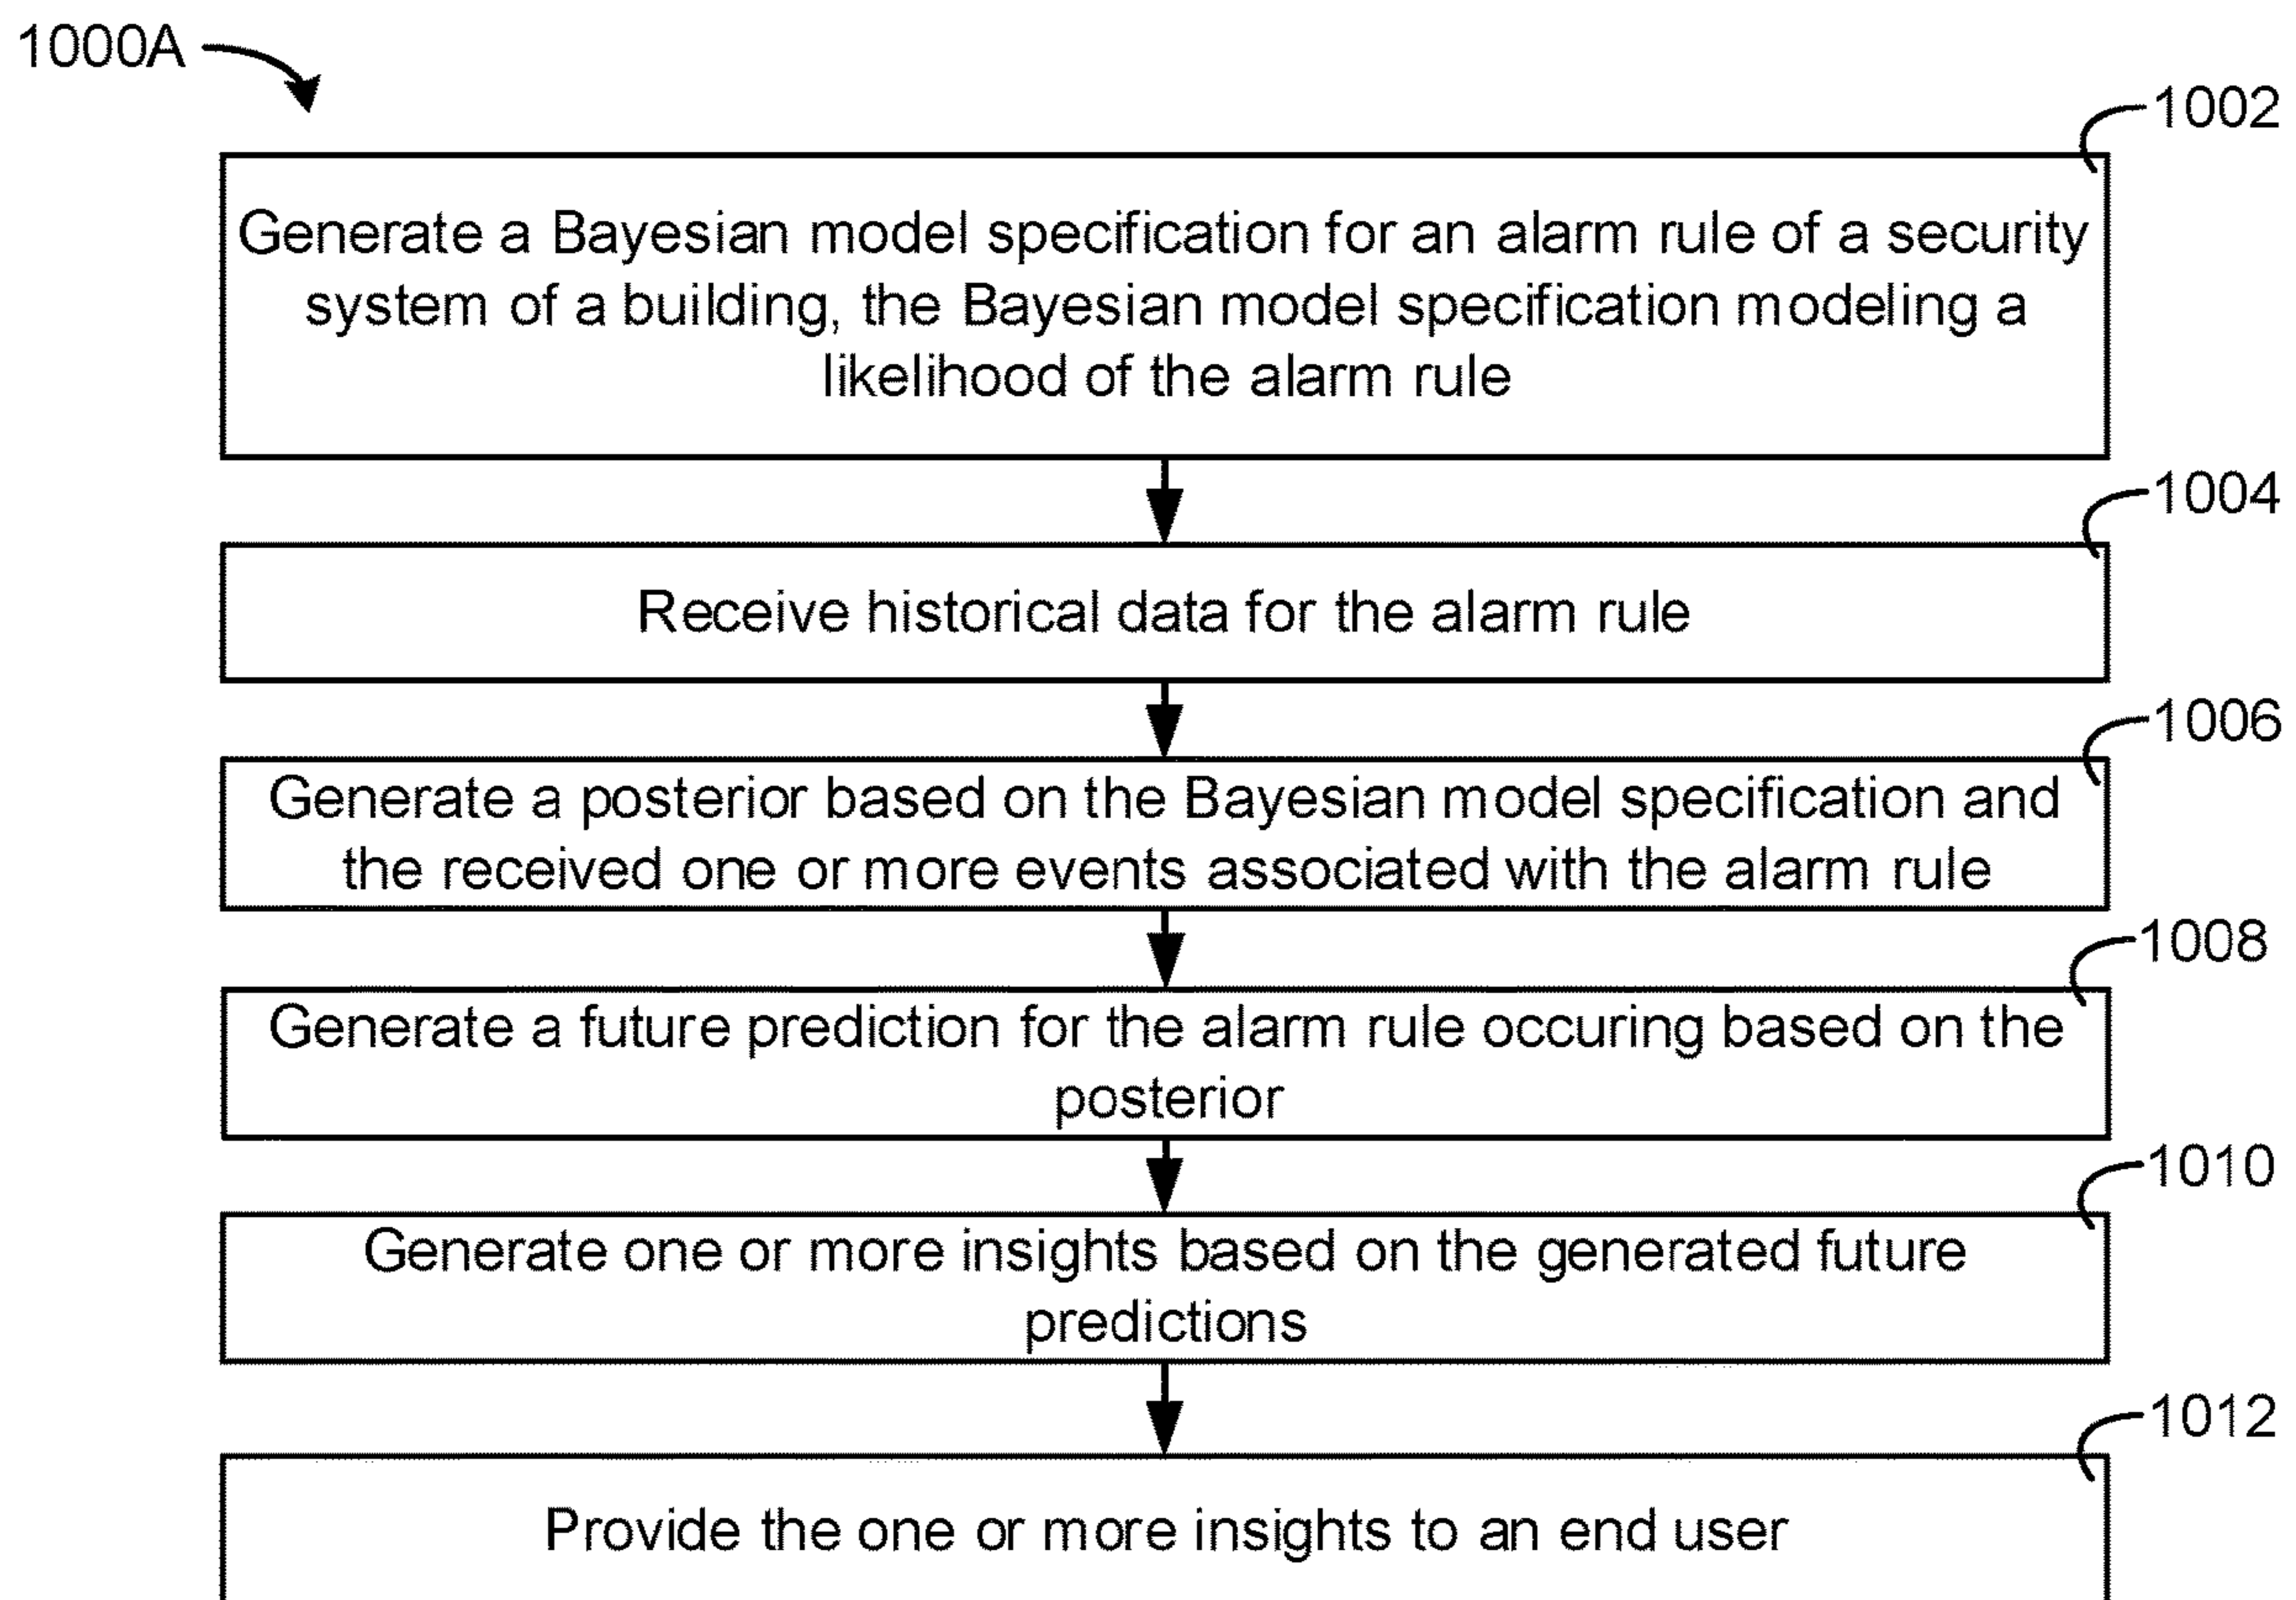 1000A
1002
Generate a Bayesian model specification for an alarm rule of a security
system of a building, the Bayesian model specification modeling a
likelihood of the alarm rule
1004
Receive historical data for the alarm rule
1006
Generate a posterior based on the Bayesian model specification and
the received one or more events associated with the alarm rule
1008
Generate a future prediction for the alarm rule occuring based on the
posterior
1010
Generate one or more insights based on the generated future
predictions
1012
Provide the one or more insights to an end user